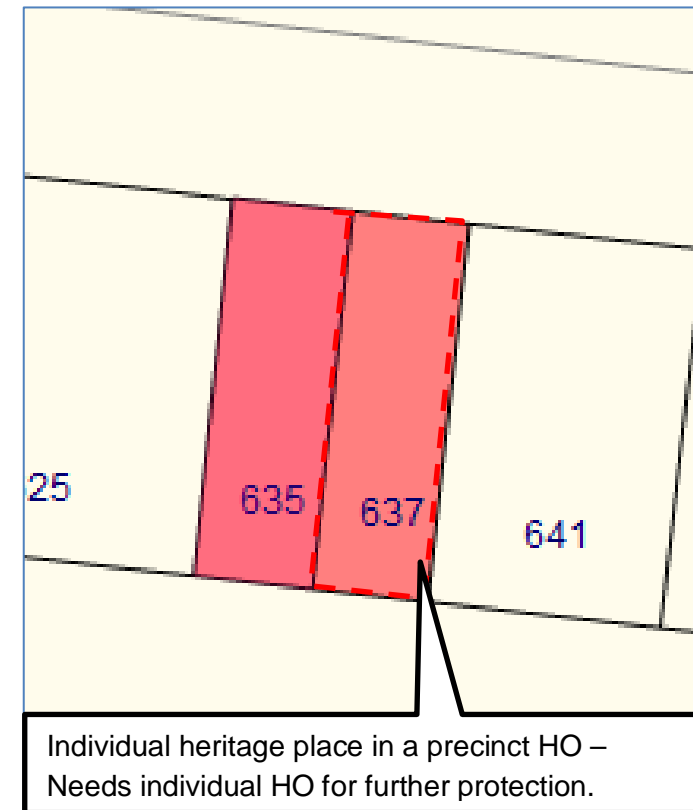 25
635
637
641
Individual heritage place in a precinct HO –
Needs individual HO for further protection.